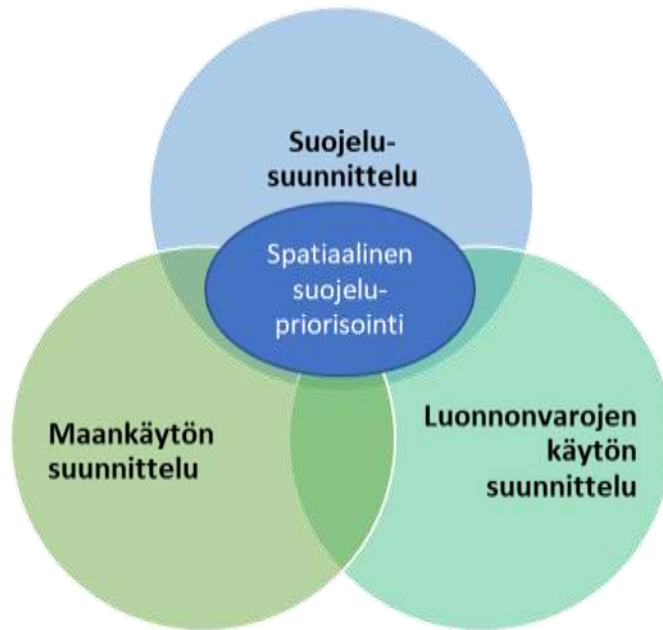 Suojelu-
suunnittelu
Spatiaalinen
suojelu-
priorisointi
Maankäytön
suunnittelu
Luonnonvarojen
käytön
suunnittelu